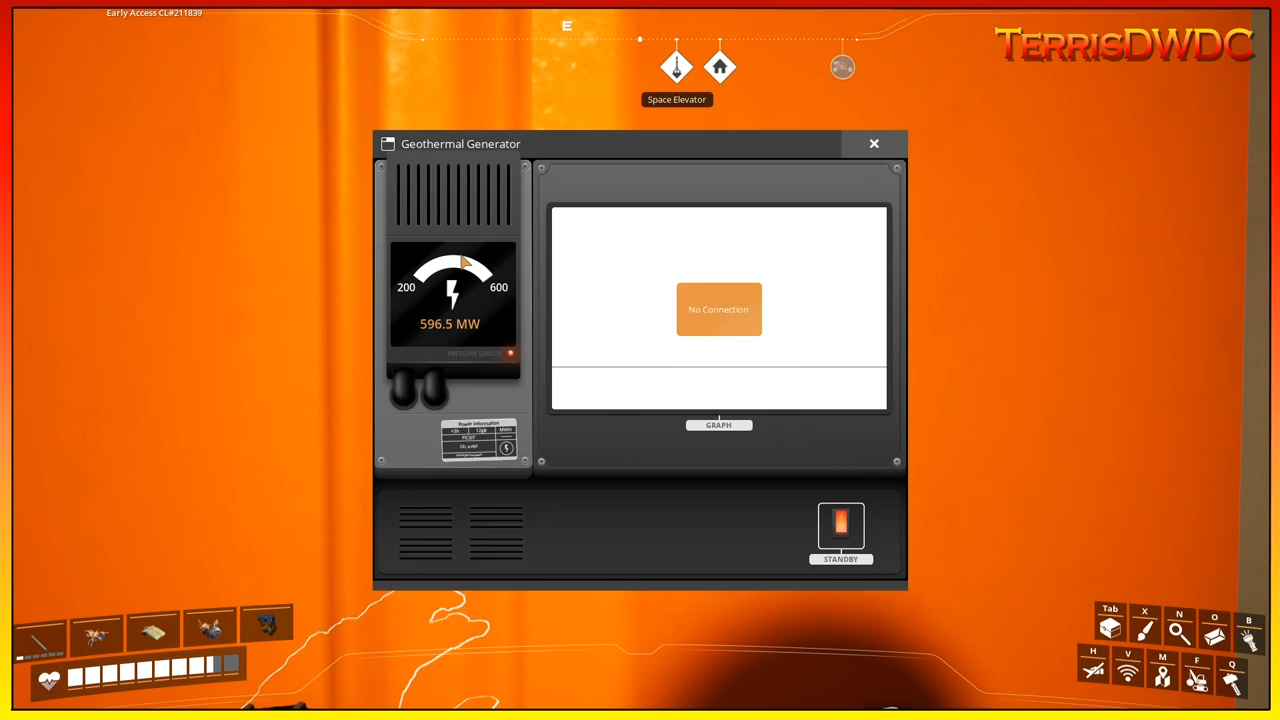 Early Access CL#211839
E
TERRISDWDC
Space Elevator
Geothermal Generator
200
600
596.5 MW
PRESSURE SENSOR
No Connection
GRAPH
Power Information
STANDBY
Tab
X
N
O
B
H
V
M
F
Q